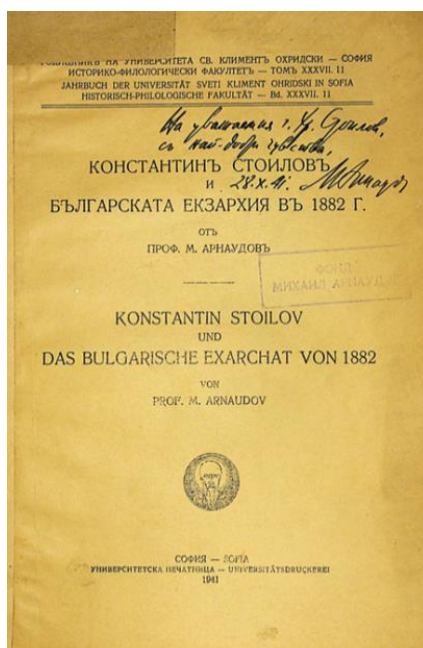 ГОДИШНИКЪ НА УНИВЕРСИТЕТА СВ. КЛИМЕНТЪ ОХРИДСКИ — СОФИЯ
ИСТОРИКО-ФИЛОЛОГИЧЕСКИ ФАКУЛТЕТЪ — ТОМЪ XXXVII. 11
JAHRBUCH DER UNIVERSITÄT SVETI KLIMENT OHRIDSKI IN SOFIA
HISTORISCH-PHILOLOGISCHE FAKULTÄT — Bd. XXXVII. 11
На уважаемия г.
съ най-добри чувства,
28.X.41. М. Арнаудов
КОНСТАНТИНЪ СТОИЛОВЪ
И
БЪЛГАРСКАТА ЕКЗАРХИЯ ВЪ 1882 Г.
ОТЪ
ПРОФ. М. АРНАУДОВЪ
ФОНД
МИХАИЛ АРНАУД
KONSTANTIN STOILOV
UND
DAS BULGARISCHE EXARCHAT VON 1882
VON
PROF. M. ARNAUDOV
СОФИЯ — SOFIA
УНИВЕРСИТЕТСКА ПЕЧАТНИЦА — UNIVERSITÄTSDRUCKEREI
1941